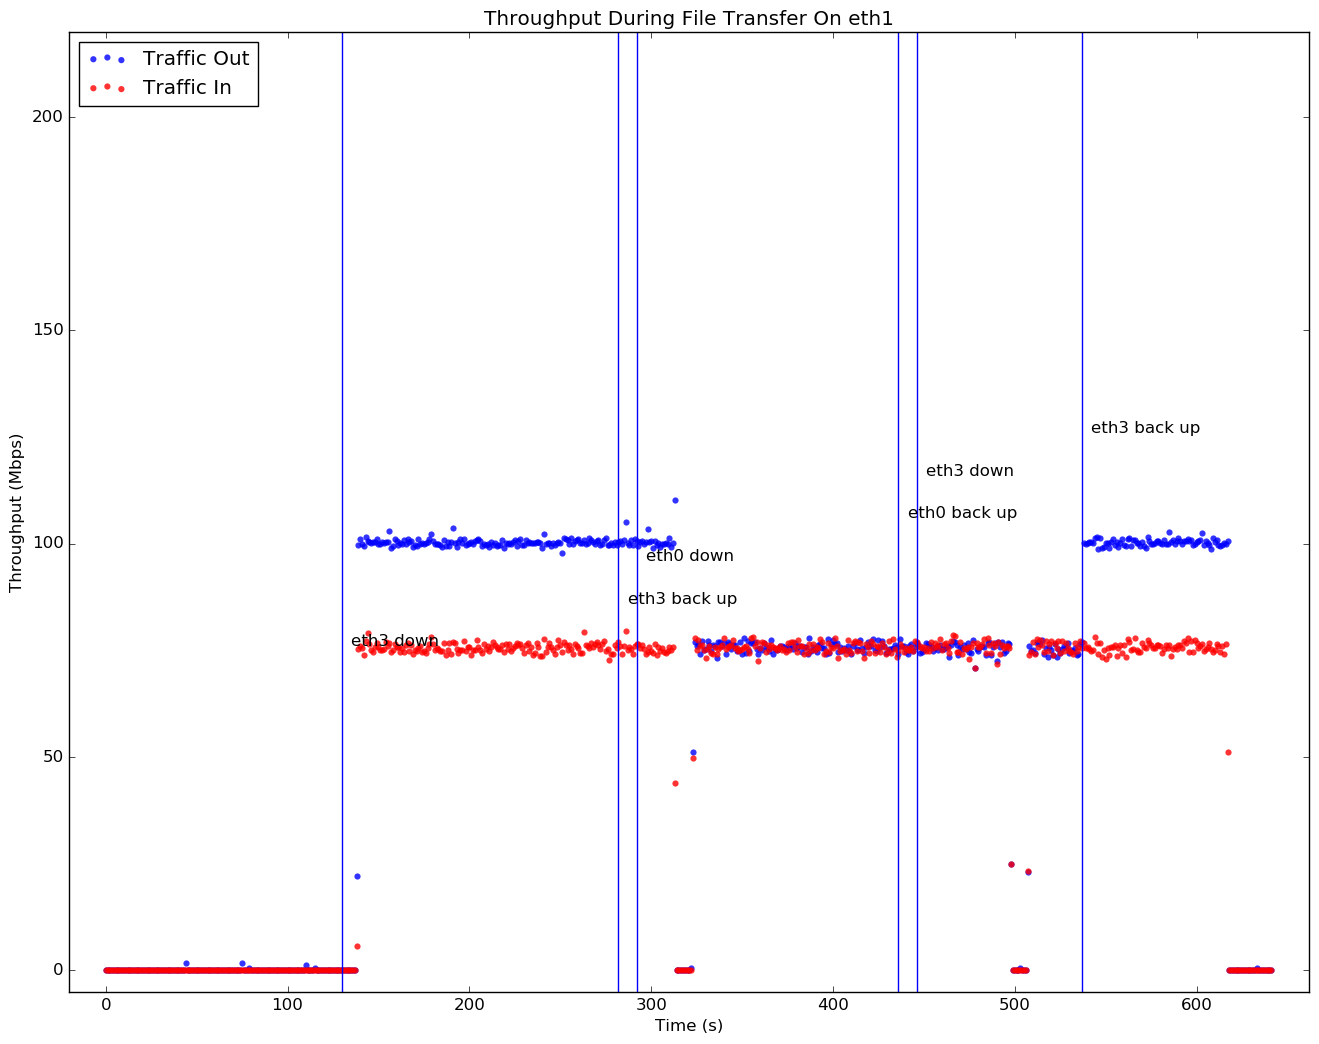 Throughput During File Transfer On eth1
Traffic Out
Traffic In
Throughput (Mbps)
200
150
100
50
0
eth3 back up
eth3 down
eth0 back up
eth0 down
eth3 back up
eth3 down
0
100
200
300
400
500
600
Time (s)